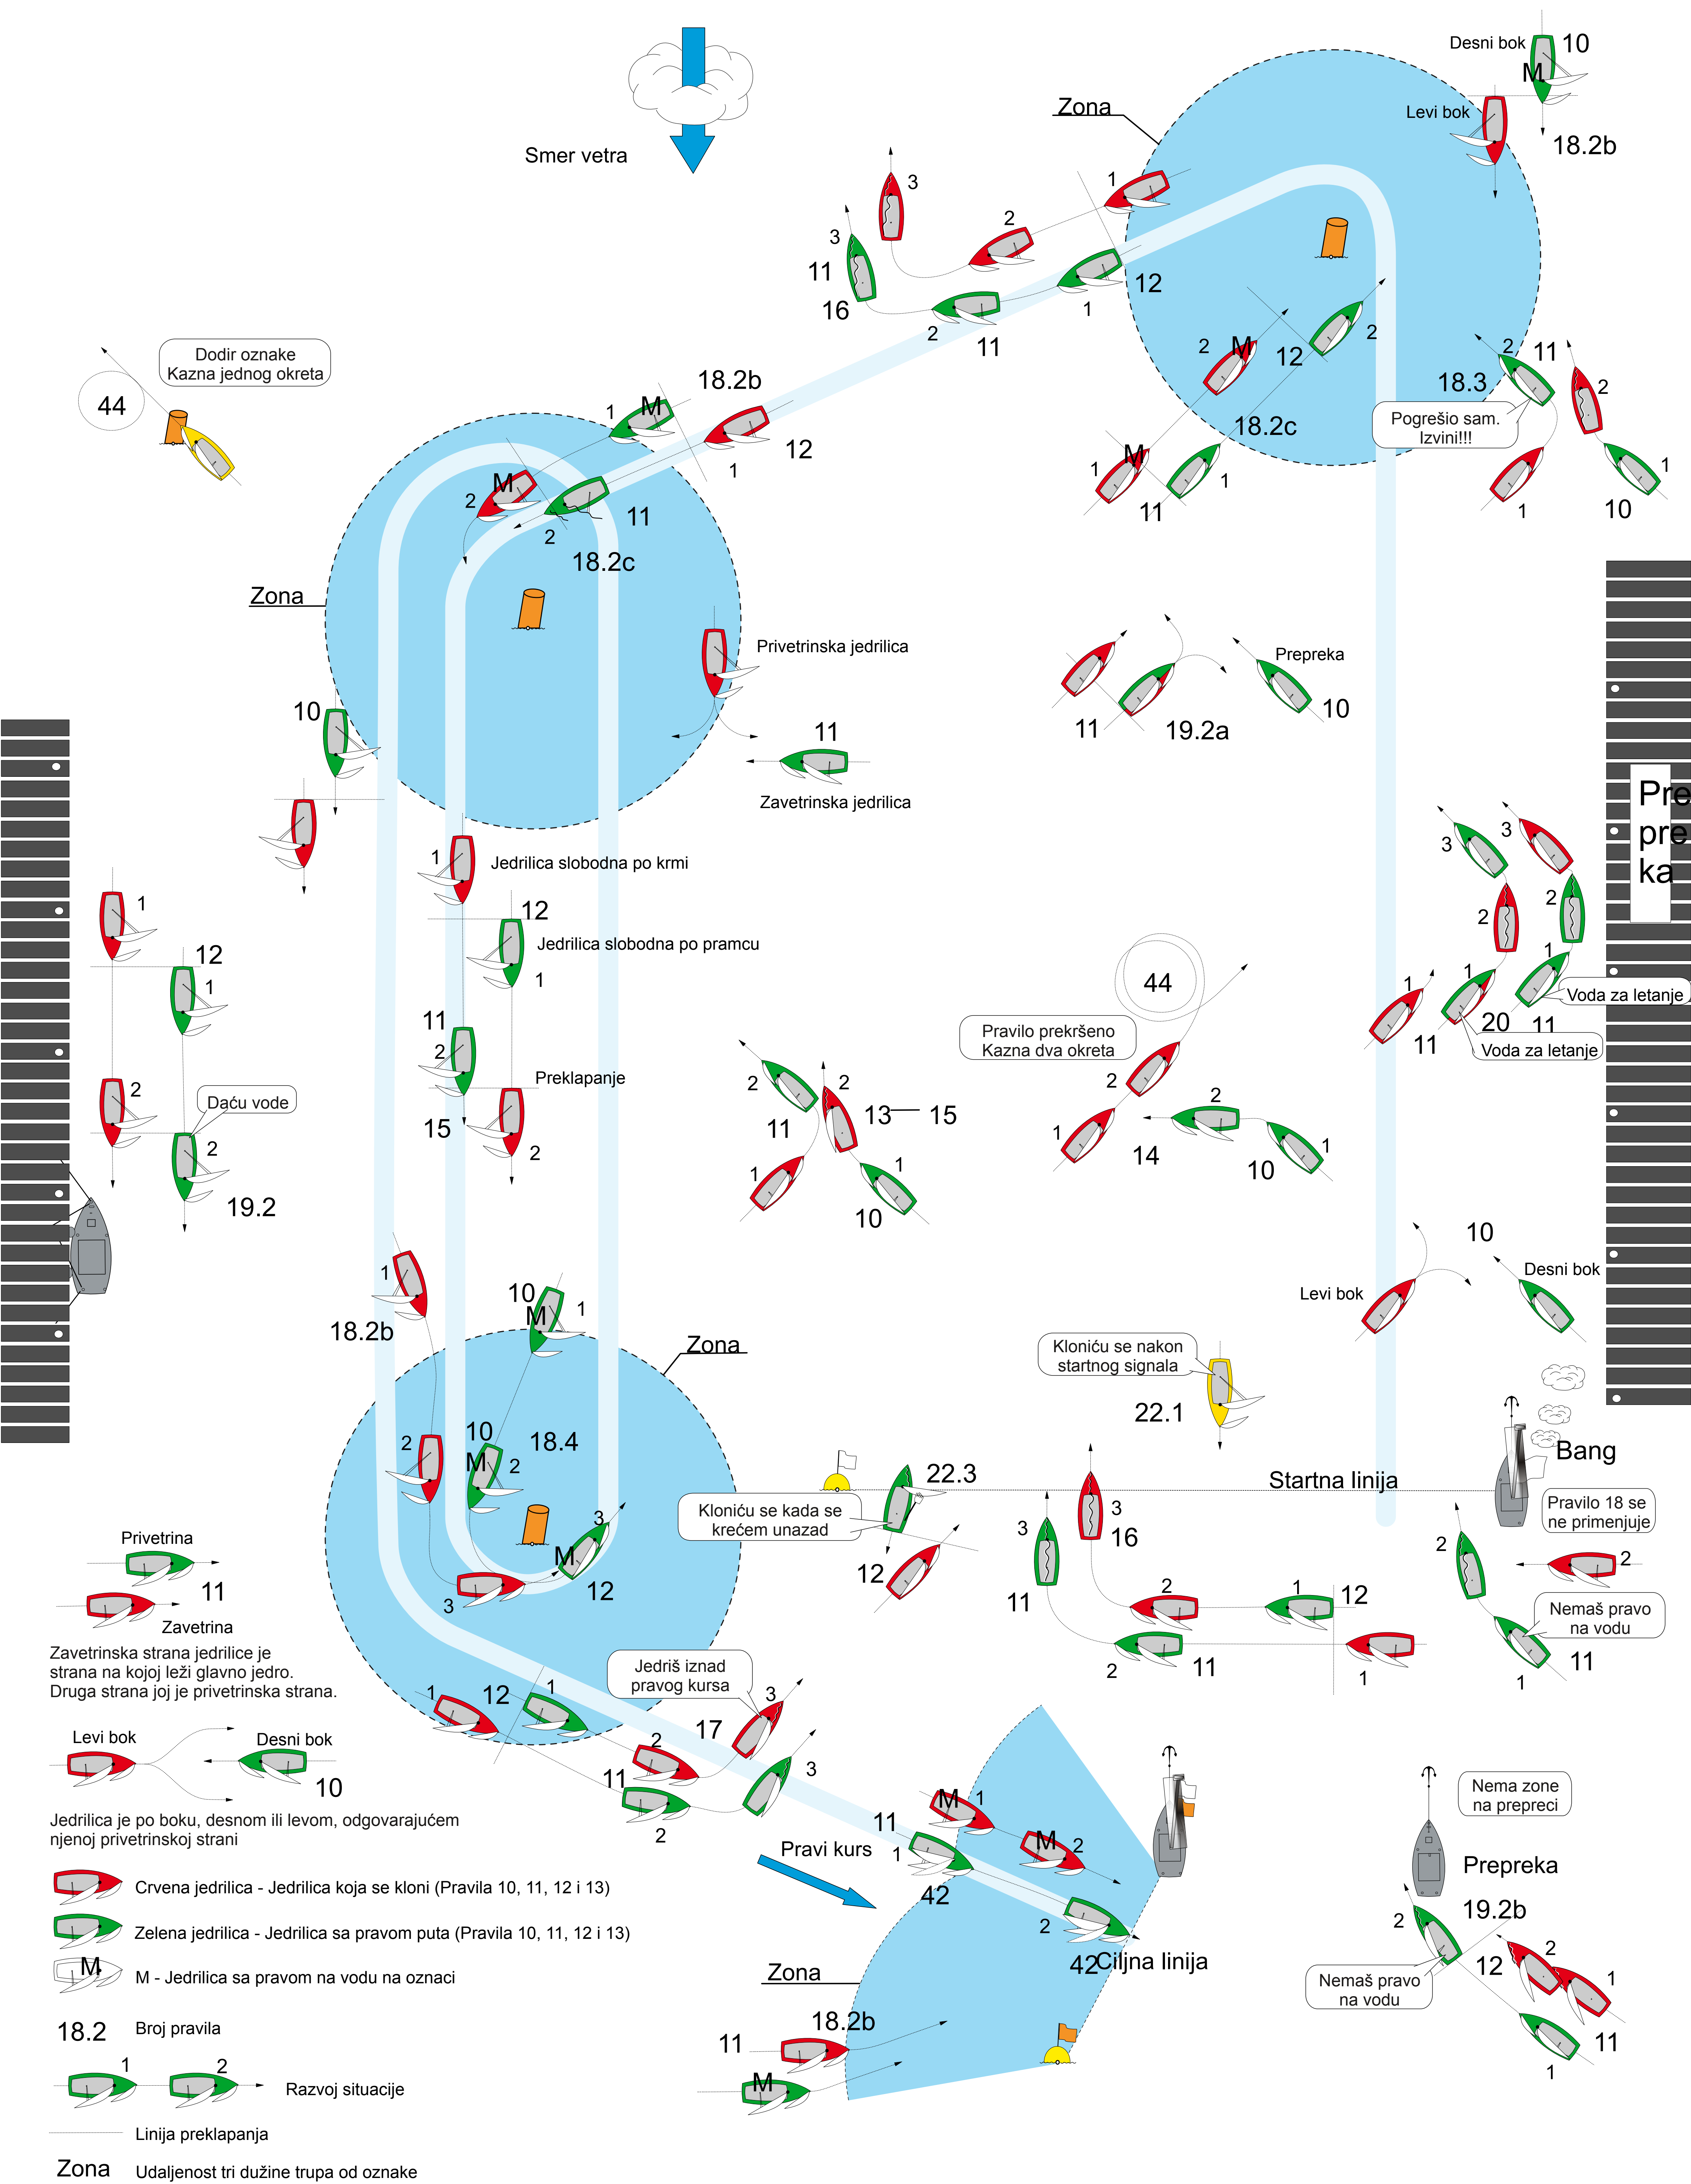 Smer vetra
Zona
Desni bok
10
M
Levi bok
18.2b
1
3
2
3
11
16
12
1
2
11
Dodir oznake
Kazna jednog okreta
44
18.2b
1
M
12
1
M
2
11
2
18.2c
Zona
2
M
12
2
18.2c
1
M
11
1
2
11
18.3
2
Pogrešio sam.
Izvini!!!
1
10
1
Privetrinska jedrilica
10
11
Zavetrinska jedrilica
Prepreka
11
19.2a
10
Pre
pre
ka
1
Jedrilica slobodna po krmi
12
Jedrilica slobodna po pramcu
1
11
2
Preklapanje
15
2
1
12
1
2
Daću vode
2
19.2
3
3
2
2
1
1
1
Voda za letanje
20
11
11
Voda za letanje
44
Pravilo prekršeno
Kazna dva okreta
2
1
2
14
10
1
2
2
11
13
15
1
1
10
1
18.2b
10
M
1
Zona
2
10
M
2
18.4
3
M
12
3
10
Levi bok
Desni bok
Kloniću se nakon
startnog signala
22.1
Bang
Startna linija
22.3
Kloniću se kada se
krećem unazad
12
3
16
3
11
2
1
12
2
11
1
Pravilo 18 se
ne primenjuje
2
2
Nemaš pravo
na vodu
11
1
Privetrina
11
Zavetrina
Zavetrinska strana jedrilice je
strana na kojoj leži glavno jedro.
Druga strana joj je privetrinska strana.
Levi bok
Desni bok
10
Jedrilica je po boku, desnom ili levom, odgovarajućem
njenoj privetrinskoj strani
1
12
1
Jedriš iznad
pravog kursa
3
17
2
11
2
3
Pravi kurs
M
1
11
1
M
2
42
2
42
Ciljna linija
Zona
18.2b
11
M
Nema zone
na prepreci
Prepreka
2
19.2b
12
2
1
Nemaš pravo
na vodu
11
1
Crvena jedrilica - Jedrilica koja se kloni (Pravila 10, 11, 12 i 13)
Zelena jedrilica - Jedrilica sa pravom puta (Pravila 10, 11, 12 i 13)
M
M - Jedrilica sa pravom na vodu na oznaci
18.2
Broj pravila
1
2
Razvoj situacije
Linija preklapanja
Zona
Udaljenost tri dužine trupa od oznake